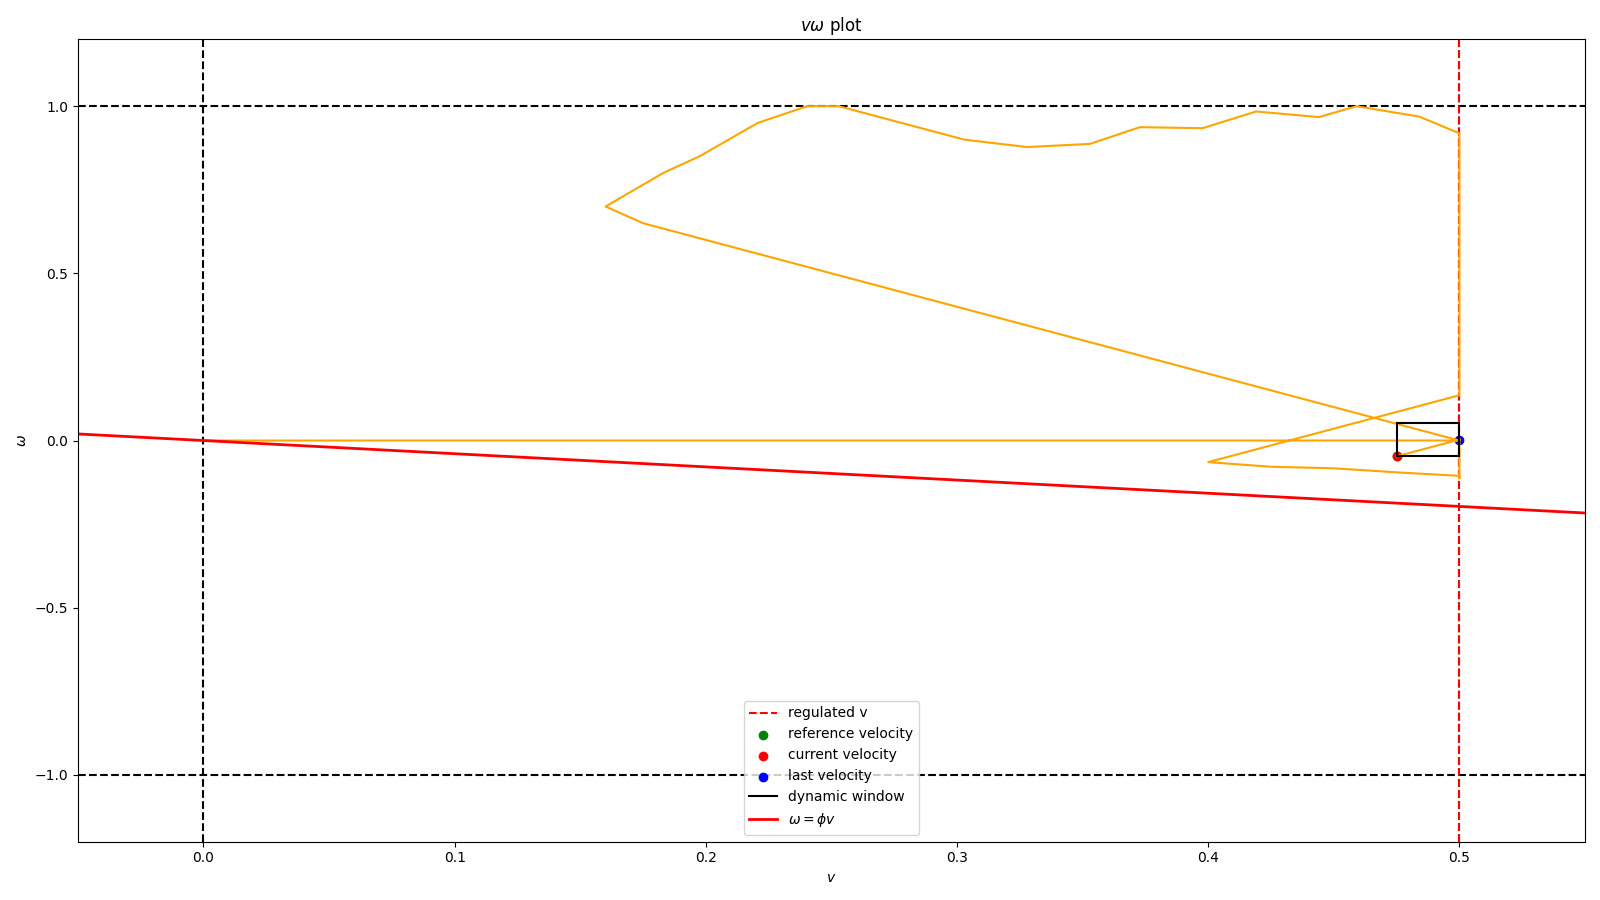 vω plot
1.0
0.5
0.0
−0.5
−1.0
ω
0.0 0.1 0.2 0.3 0.4 0.5
v
regulated v
reference velocity
current velocity
last velocity
dynamic window
ω = ϕv